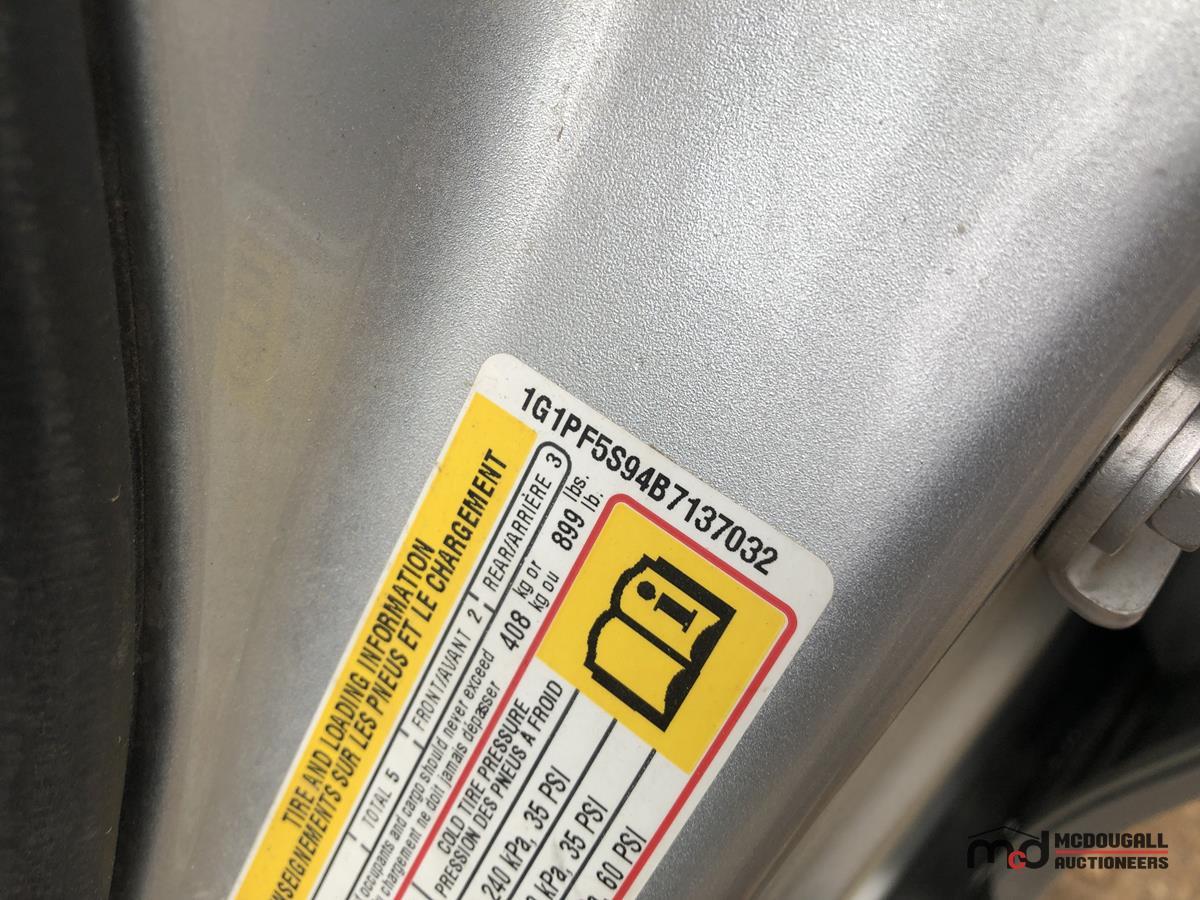 1G1PF5S94B7137032
TIRE AND LOADING INFORMATION
SUR LES PNEUS ET LE CHARGEMENT
TOTAL 5 FRONT/AVANT 2 REAR/ARRIÈRE 3
occupants and cargo should never exceed 408 kg or 899 lbs.
chargement ne doit jamais dépasser kg ou lb.
COLD TIRE PRESSURE
PRESSION DES PNEUS A FROID
240 kPa, 35 PSI
kPa, 35 PSI
60 PSI
i
mcd MCDOUGALL
AUCTIONEERS